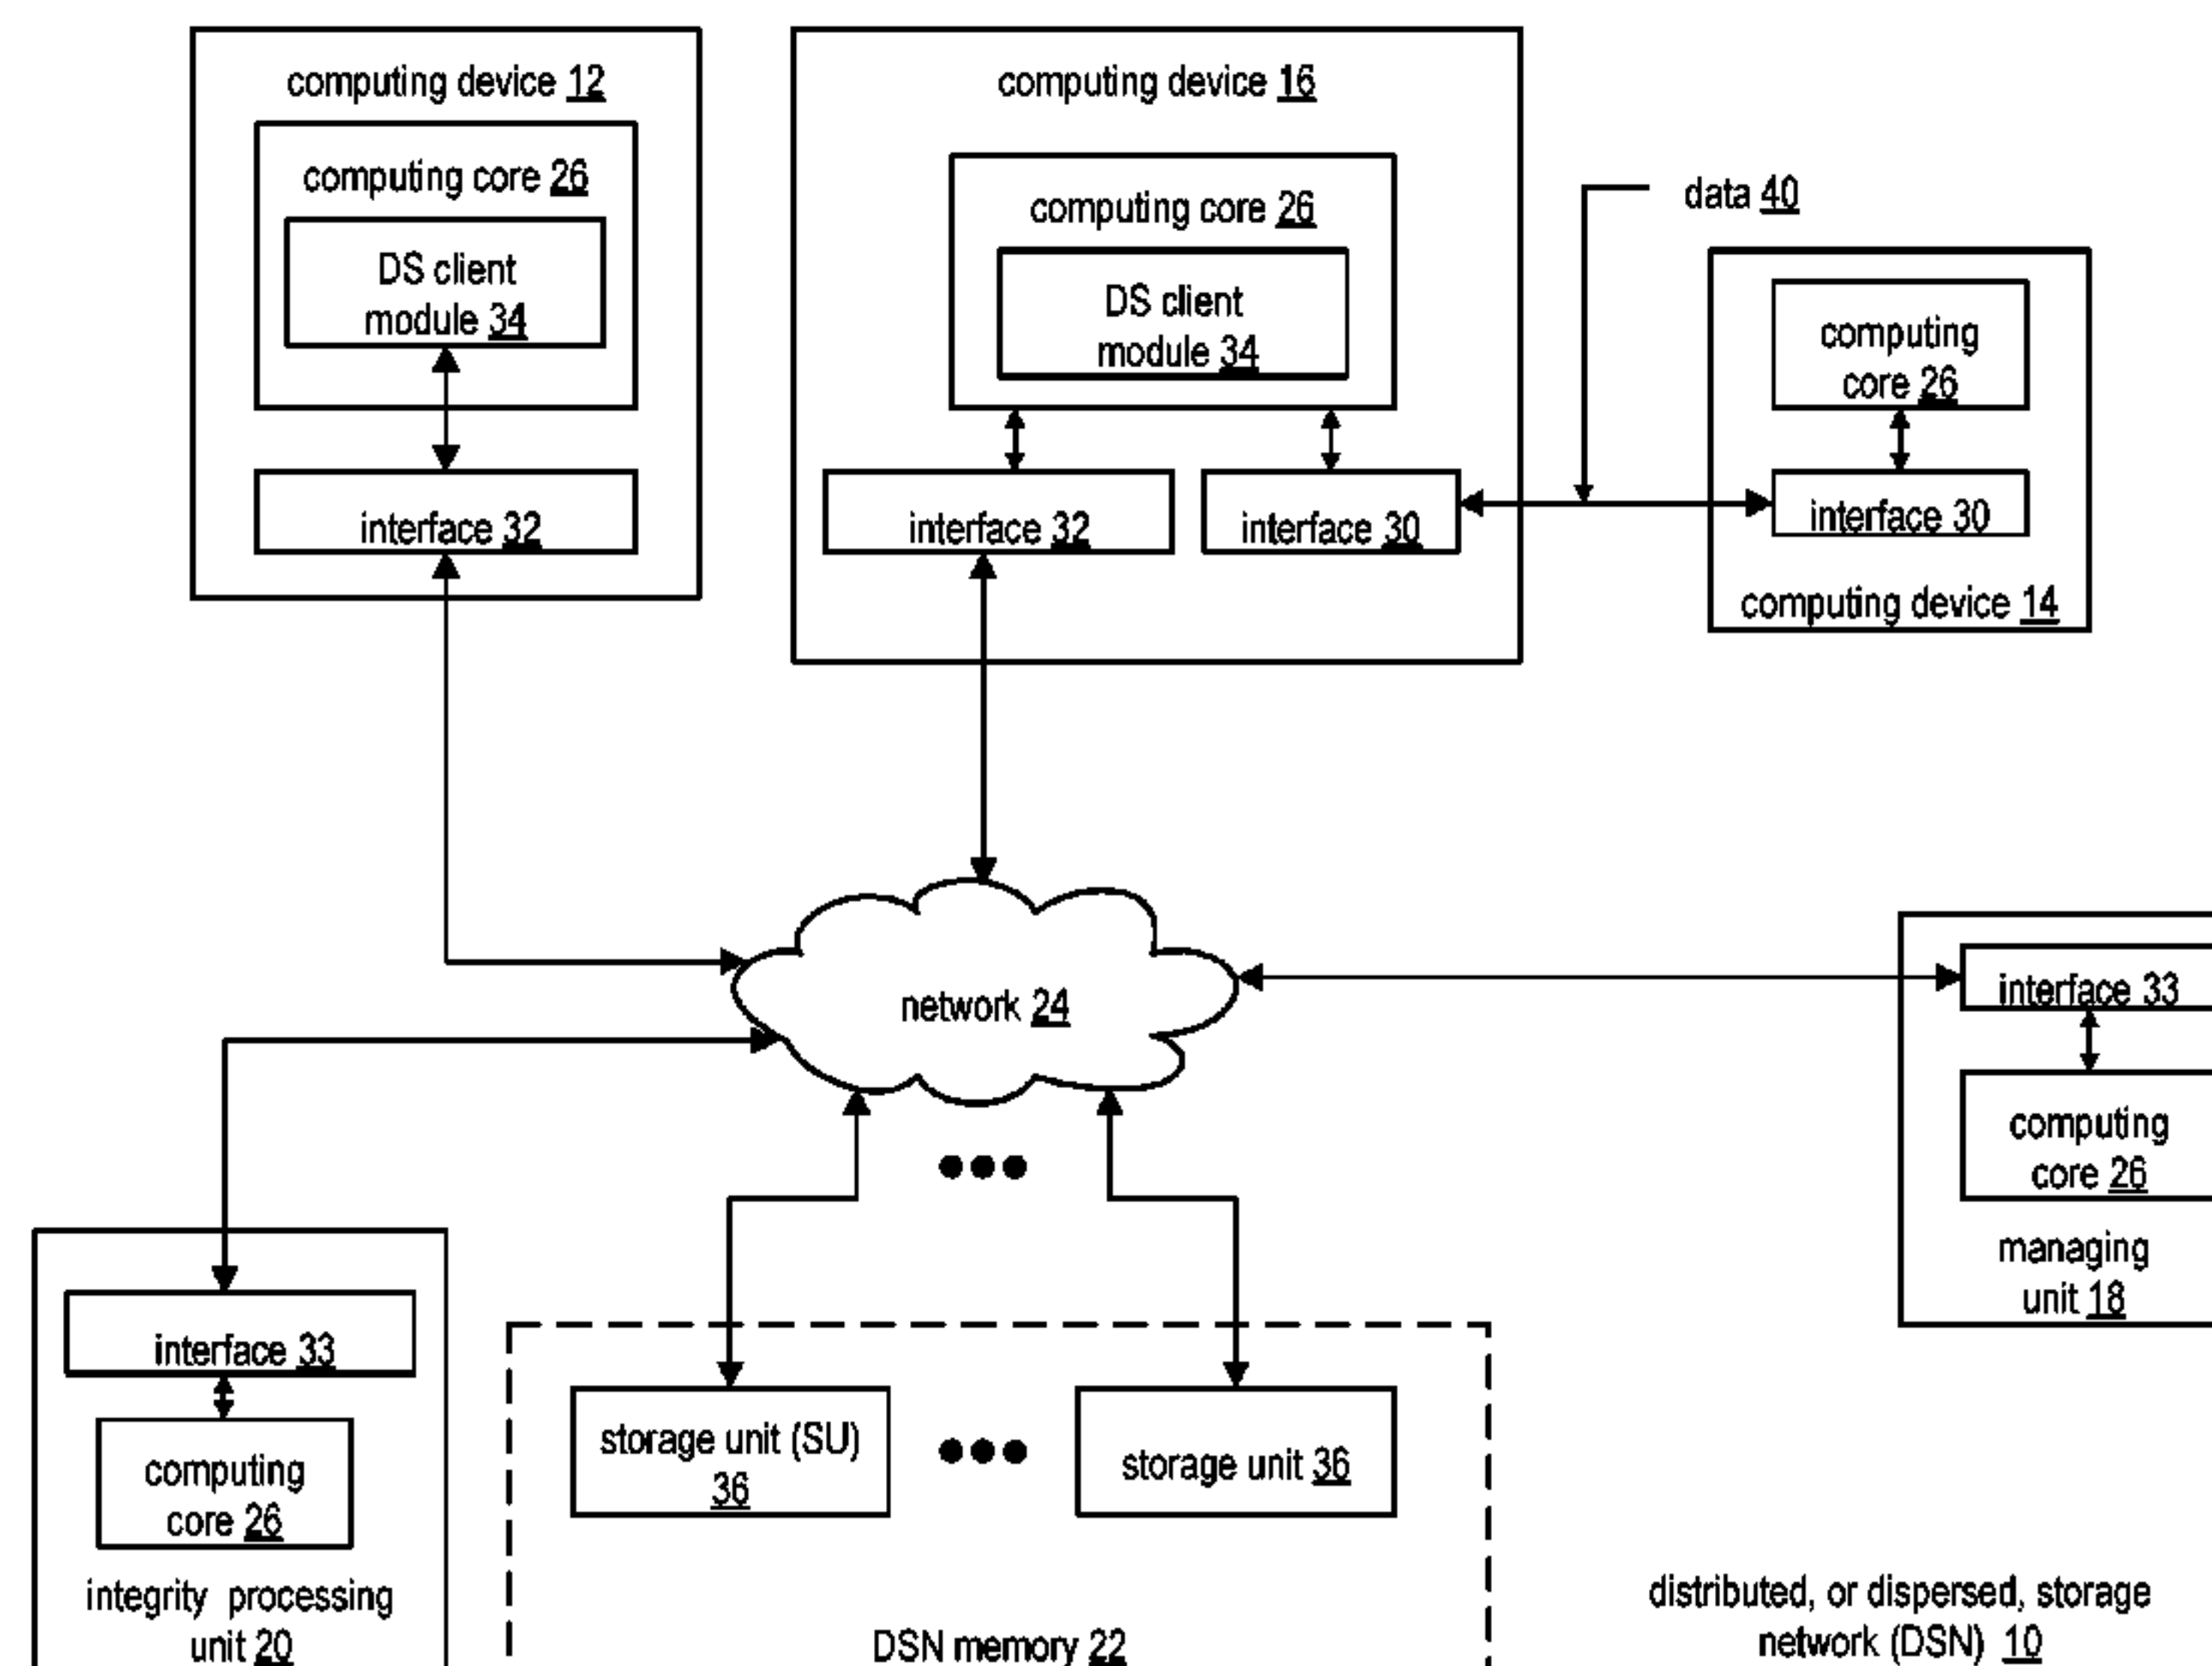 computing device 12
computing core 26
DS client
module 34
interface 32
computing device 16
computing core 26
DS client
module 34
interface 32
interface 30
data 40
computing
core 26
interface 30
computing device 14
network 24
interface 33
computing
core 26
managing
unit 18
interface 33
computing
core 26
integrity processing
unit 20
storage unit (SU)
36
storage unit 36
DSN memory 22
distributed, or dispersed, storage
network (DSN) 10